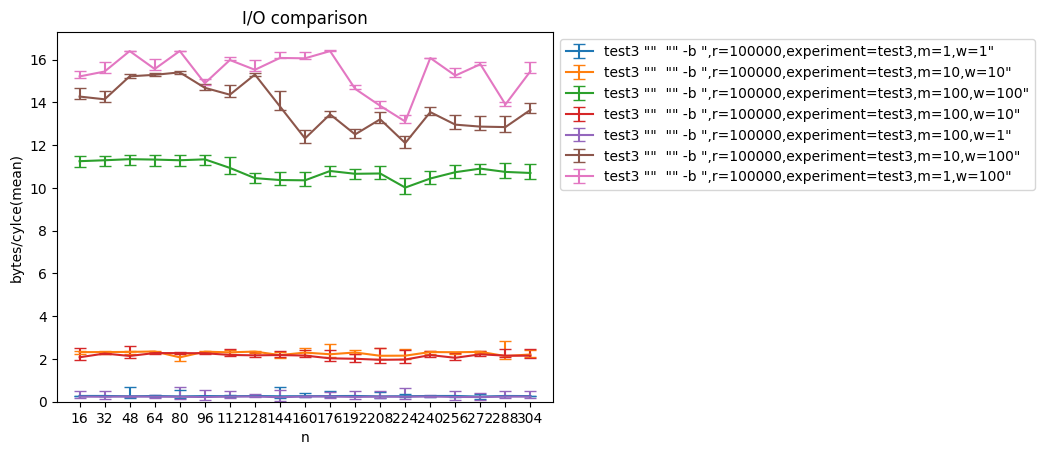 I/O comparison
bytes/cylce(mean)
16
14
12
10
8
6
4
2
0
16 32 48 64 80 96 112 128 144 160 176 192 208 224 240 256 272 288 304
n
test3 "" "" -b ",r=100000,experiment=test3,m=1,w=1"
test3 "" "" -b ",r=100000,experiment=test3,m=10,w=10"
test3 "" "" -b ",r=100000,experiment=test3,m=100,w=100"
test3 "" "" -b ",r=100000,experiment=test3,m=100,w=10"
test3 "" "" -b ",r=100000,experiment=test3,m=100,w=1"
test3 "" "" -b ",r=100000,experiment=test3,m=10,w=100"
test3 "" "" -b ",r=100000,experiment=test3,m=1,w=100"